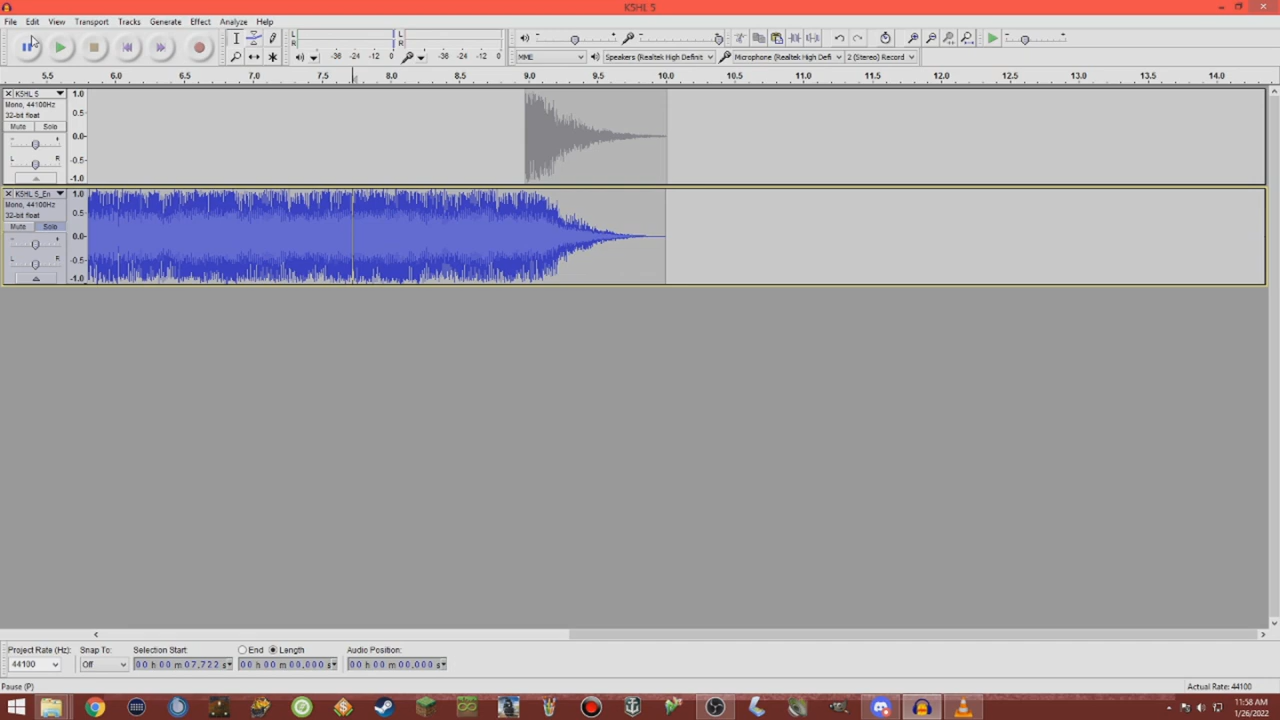 K5HL 5
File Edit View Transport Tracks Generate Effect Analyze Help
L
R
-36 -24 -12 0
L
R
-36 -24 -12 0
MME
Speakers (Realtek High Definit
Microphone (Realtek High Defi
2 (Stereo) Record
5.5 6.0 6.5 7.0 7.5 8.0 8.5 9.0 9.5 10.0 10.5 11.0 11.5 12.0 12.5 13.0 13.5 14.0
K5HL 5
Mono, 44100Hz
32-bit float
Mute Solo
- +
L R
1.0
0.5-
0.0-
-0.5-
-1.0
K5HL 5_En
Mono, 44100Hz
32-bit float
Mute Solo
- +
L R
1.0
0.5-
0.0-
-0.5-
-1.0
Project Rate (Hz): Snap To: Selection Start: End Length Audio Position:
44100 Off 00 h 00 m 07,722 s 00 h 00 m 00,000 s 00 h 00 m 00,000 s
Pause (P) Actual Rate: 44100
11:58 AM
1/26/2022